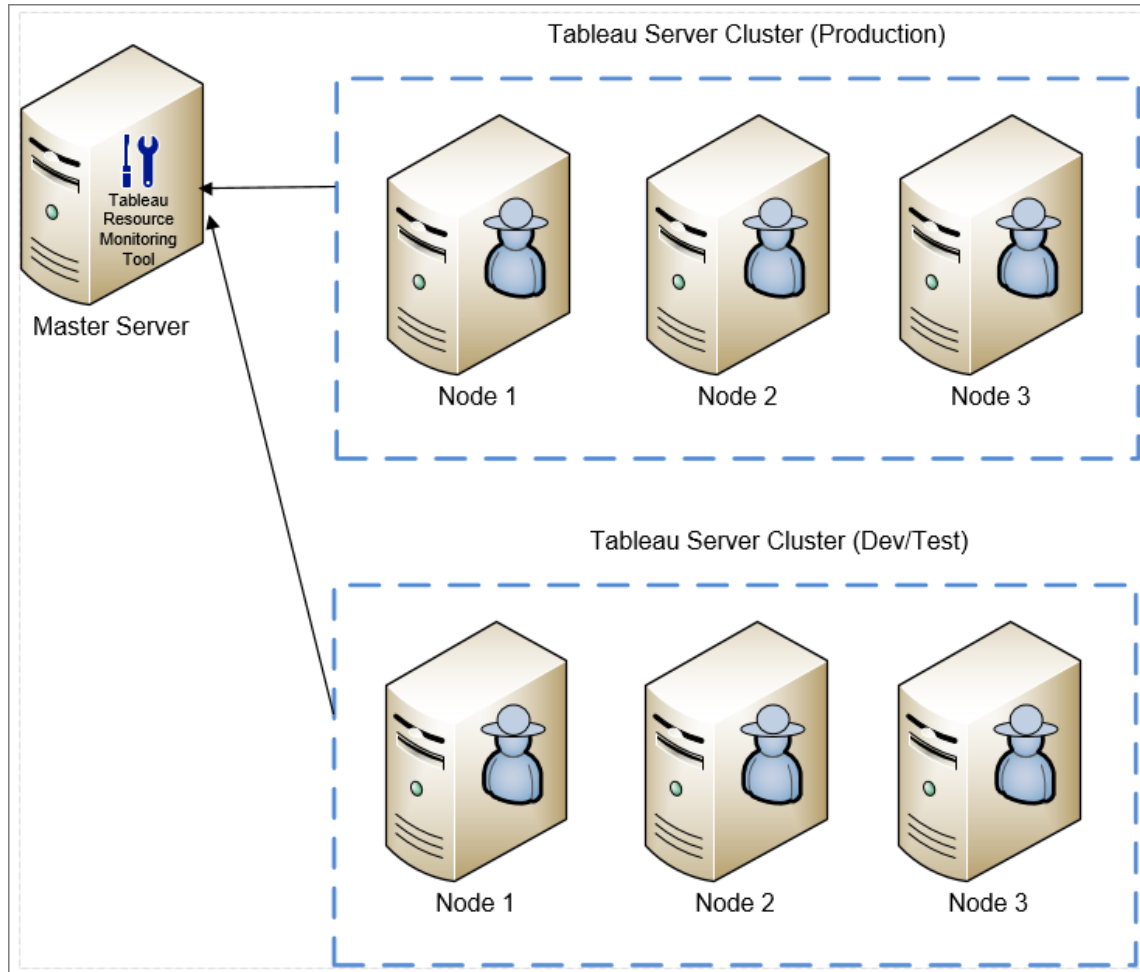 Tableau Server Cluster (Production)
Tableau
Resource
Monitoring
Tool
Master Server
Node 1
Node 2
Node 3
Tableau Server Cluster (Dev/Test)
Node 1
Node 2
Node 3